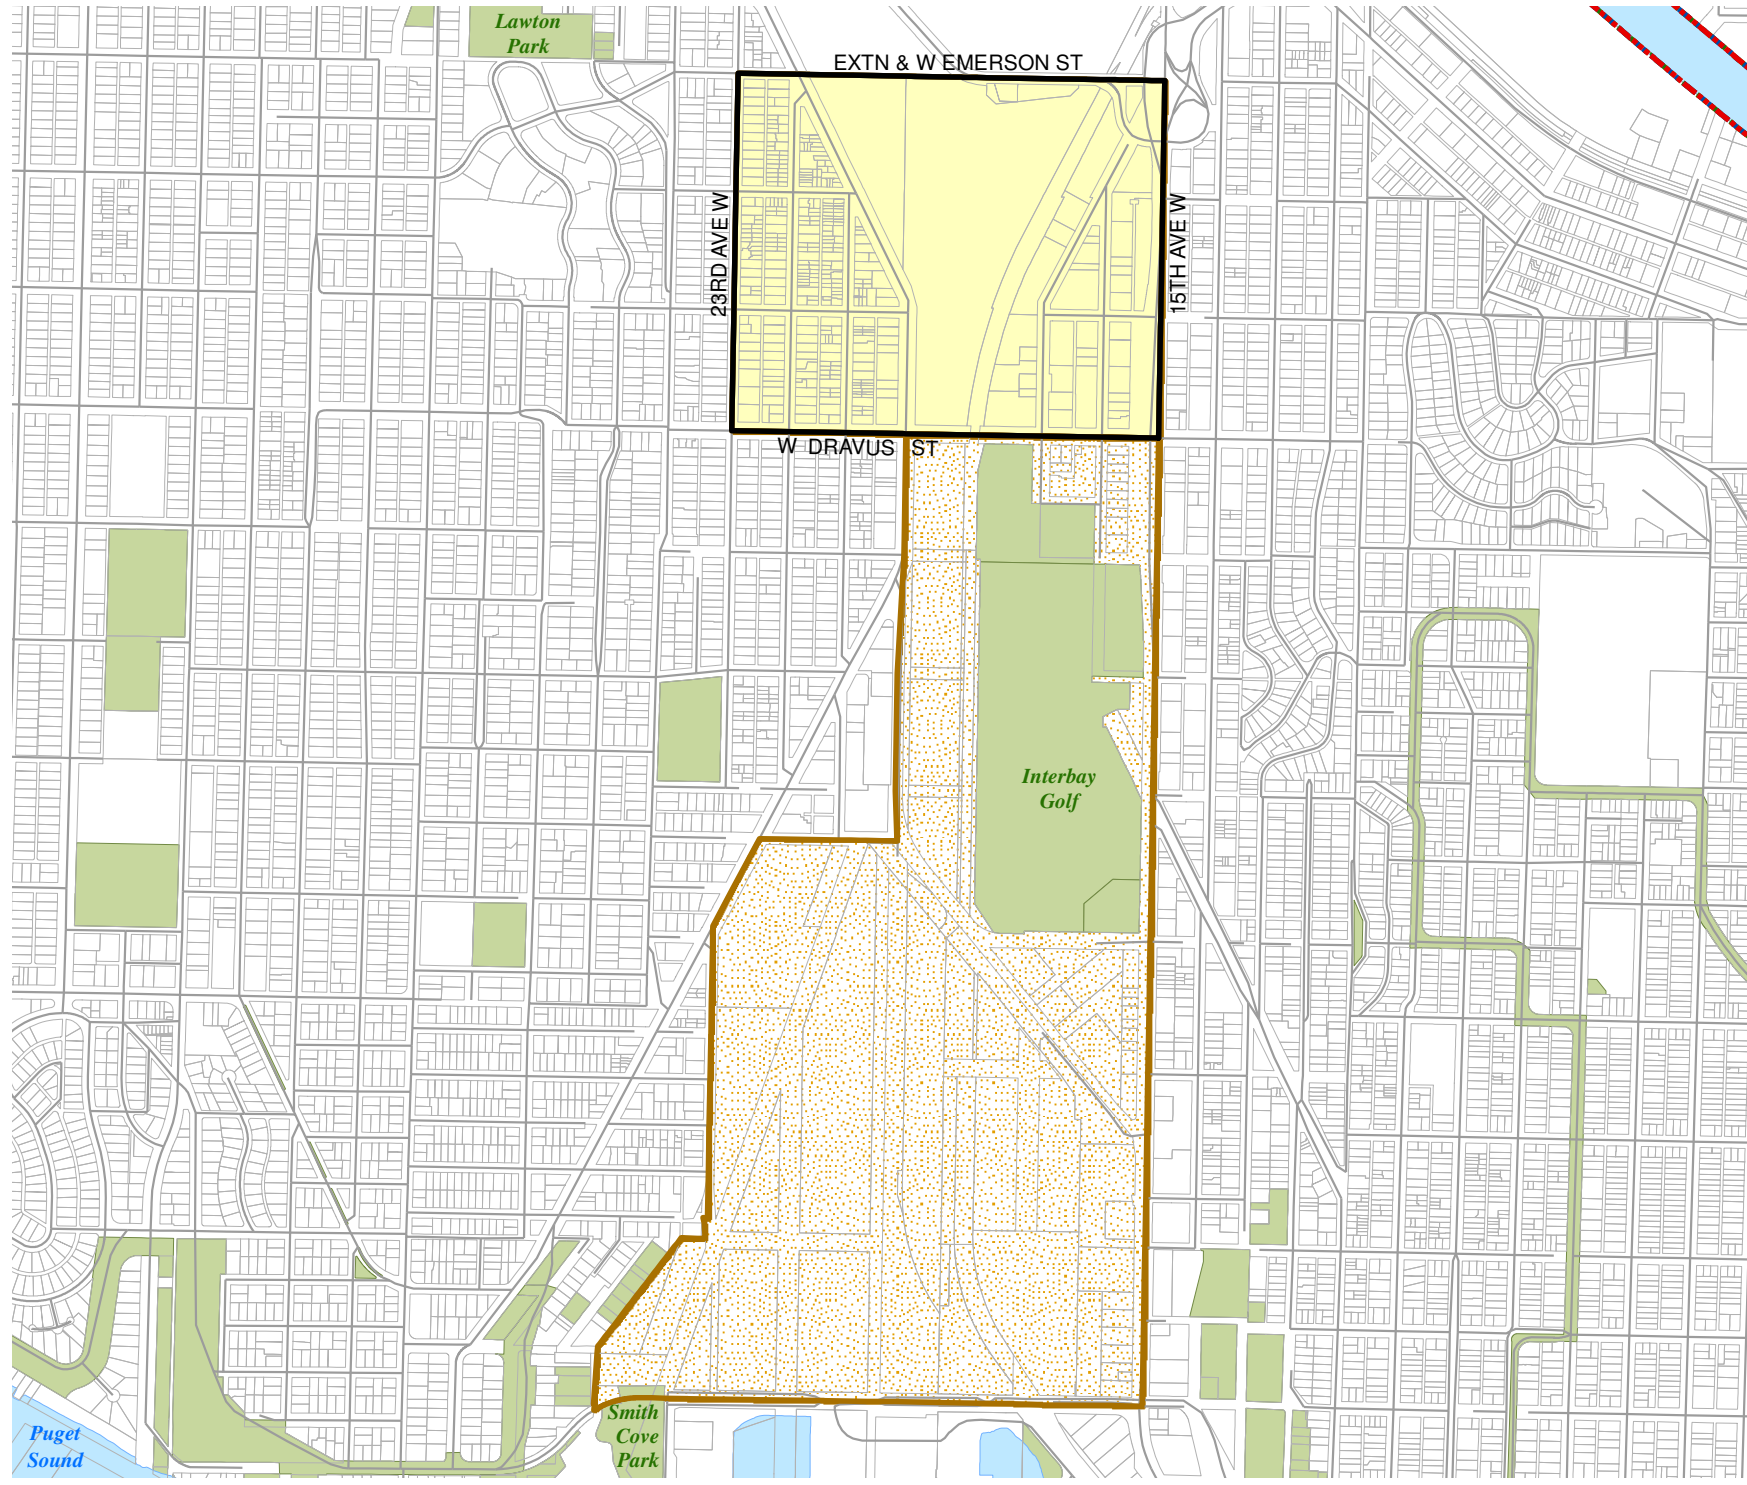 Lawton
Park
EXTN & W EMERSON ST
23RD AVE W
15TH AVE W
W DRAVUS ST
Interbay
Golf
Smith
Cove
Park
Puget
Sound